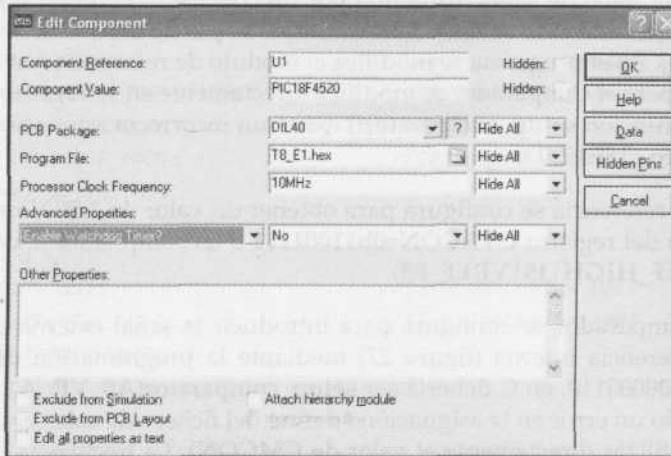 Edit Component
Component Reference: U1 Hidden: OK
Component Value: PIC18F4520 Hidden: Help
PCB Package: DIL40 ? Hide All Data
Program File: T8_E1.hex Hide All Hidden Pins
Processor Clock Frequency: 10MHz Hide All Cancel
Advanced Properties:
Enable Watchdog Timer? No Hide All
Other Properties:
Exclude from Simulation Attach hierarchy module
Exclude from PCB Layout
Edit all properties as text